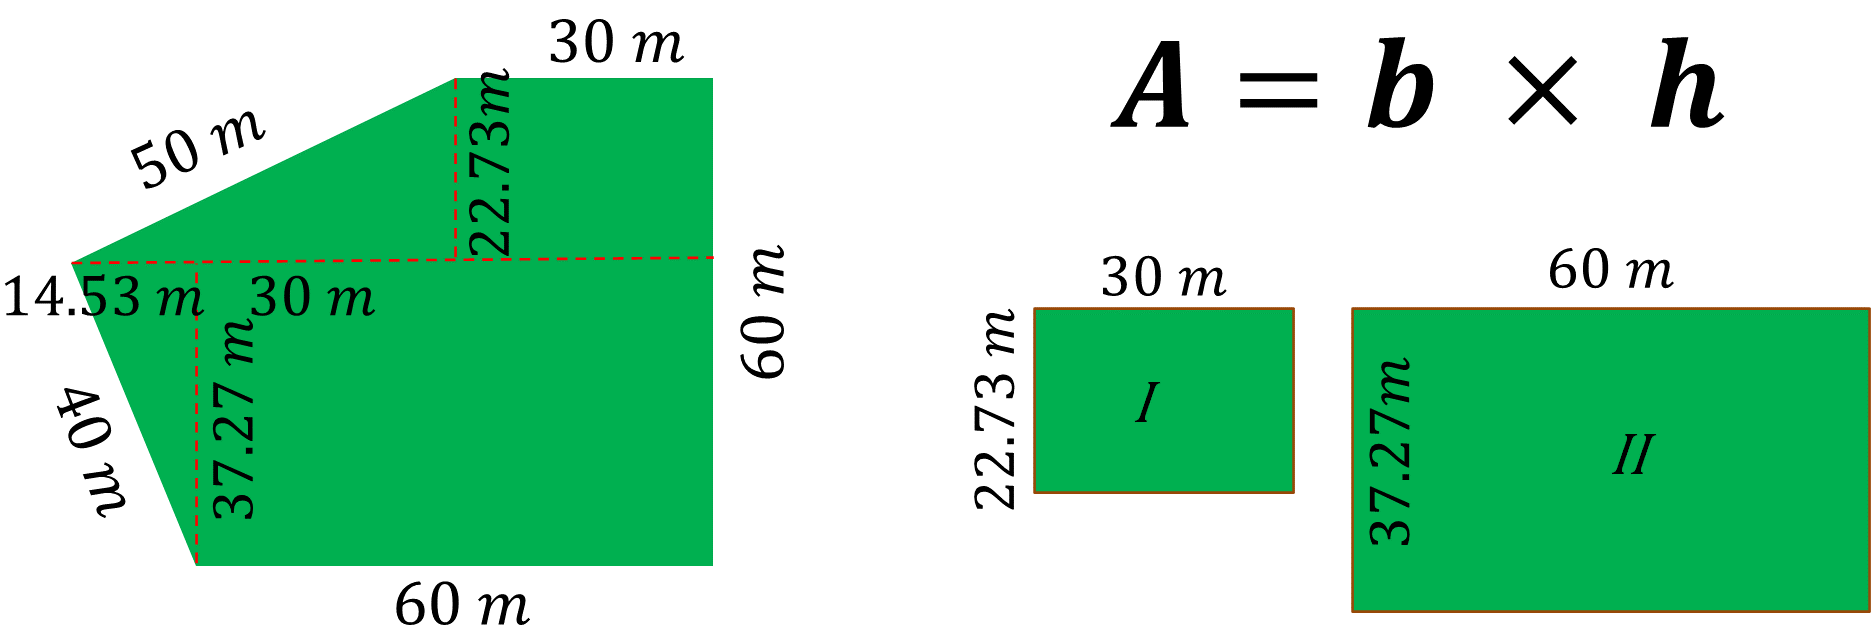 30 m
50 m
22.73m
14.53 m
30 m
37.27 m
40 m
60 m
60 m
A = b × h
30 m
22.73 m
I
60 m
37.27m
II